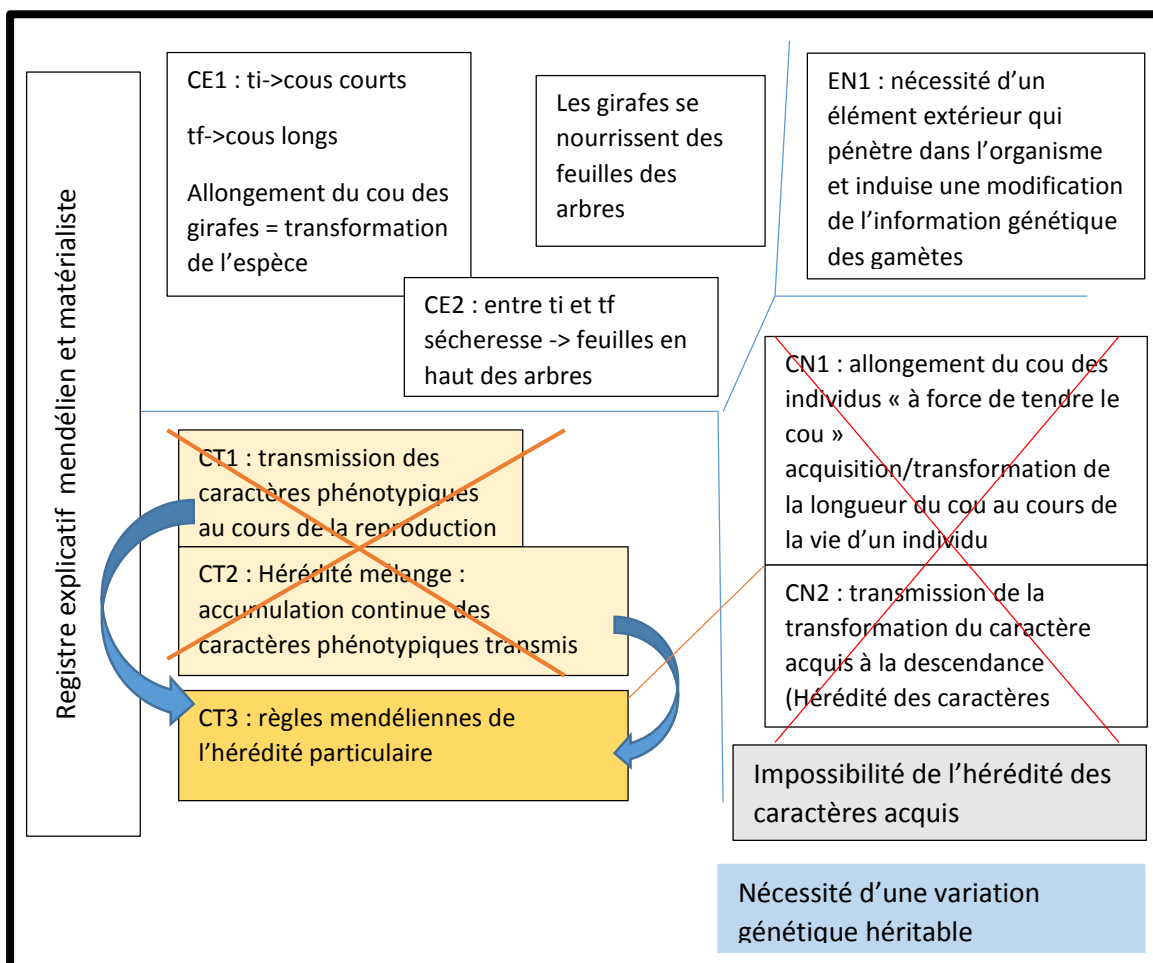 Registre explicatif mendélien et matérialiste
CE1 : ti->cous courts
tf->cous longs
Allongement du cou des
girafes = transformation
de l'espèce
Les girafes se
nourrissent des
feuilles des
arbres
EN1 : nécessité d'un
élément extérieur qui
pénètre dans l'organisme
et induise une modification
de l'information génétique
des gamètes
CE2 : entre ti et tf
sécheresse -> feuilles en
haut des arbres
CN1 : allongement du cou des
individus « à force de tendre le
cou »
acquisition/transformation de
la longueur du cou au cours de
la vie d'un individu
CT1 : transmission des
caractères phénotypiques
au cours de la reproduction
CT2 : Hérédité mélange :
accumulation continue des
caractères phénotypiques transmis
CN2 : transmission de la
transformation du caractère
acquis à la descendance
(Hérédité des caractères
CT3 : règles mendéliennes de
l'hérédité particulaire
Impossibilité de l'hérédité des
caractères acquis
Nécessité d'une variation
génétique héritable